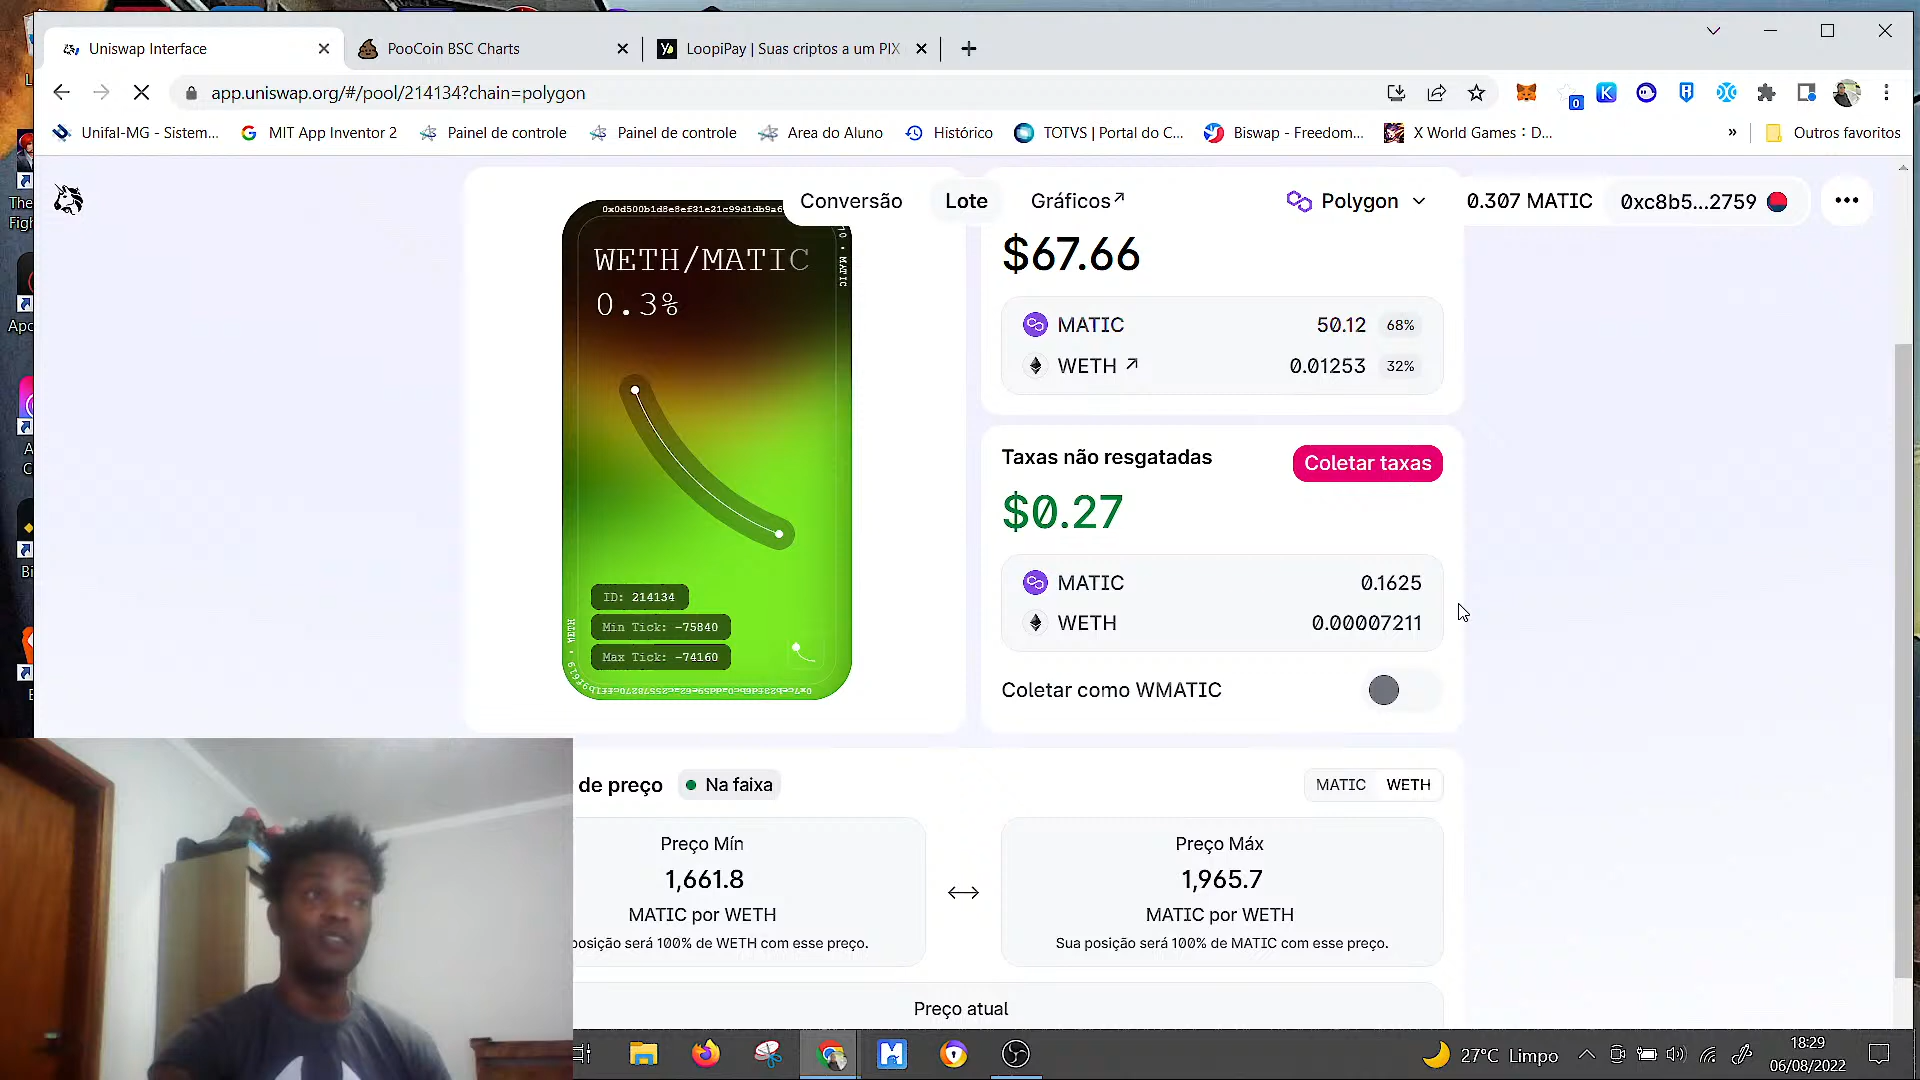 Uniswap Interface
PooCoin BSC Charts
LoopiPay | Suas criptos a um PIX
app.uniswap.org/#/pool/214134?chain=polygon
0
Unifal-MG - Sistem...
MIT App Inventor 2
Painel de controle
Painel de controle
Area do Aluno
Histórico
TOTVS | Portal do C...
Biswap - Freedom...
X World Games : D...
»
Outros favoritos
Conversão
Lote
Gráficos↗
Polygon
0.307 MATIC
0xc8b5...2759
WETH/MATIC
0.3%
ID: 214134
Min Tick: -75840
Max Tick: -74160
$67.66
MATIC 50.12 68%
WETH ↗ 0.01253 32%
Taxas não resgatadas
Coletar taxas
$0.27
MATIC 0.1625
WETH 0.00007211
Coletar como WMATIC
de preço
Na faixa
MATIC WETH
Preço Mín
1,661.8
MATIC por WETH
posição será 100% de WETH com esse preço.
Preço Máx
1,965.7
MATIC por WETH
Sua posição será 100% de MATIC com esse preço.
Preço atual
27°C Limpo
18:29
06/08/2022